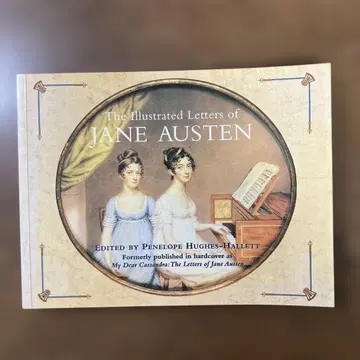 The Illustrated Letters of
JANE AUSTEN
EDITED BY PENELOPE HUGHES-HALLETT
Formerly published in hardcover as
My Dear Cassandra: The Letters of Jane Austen